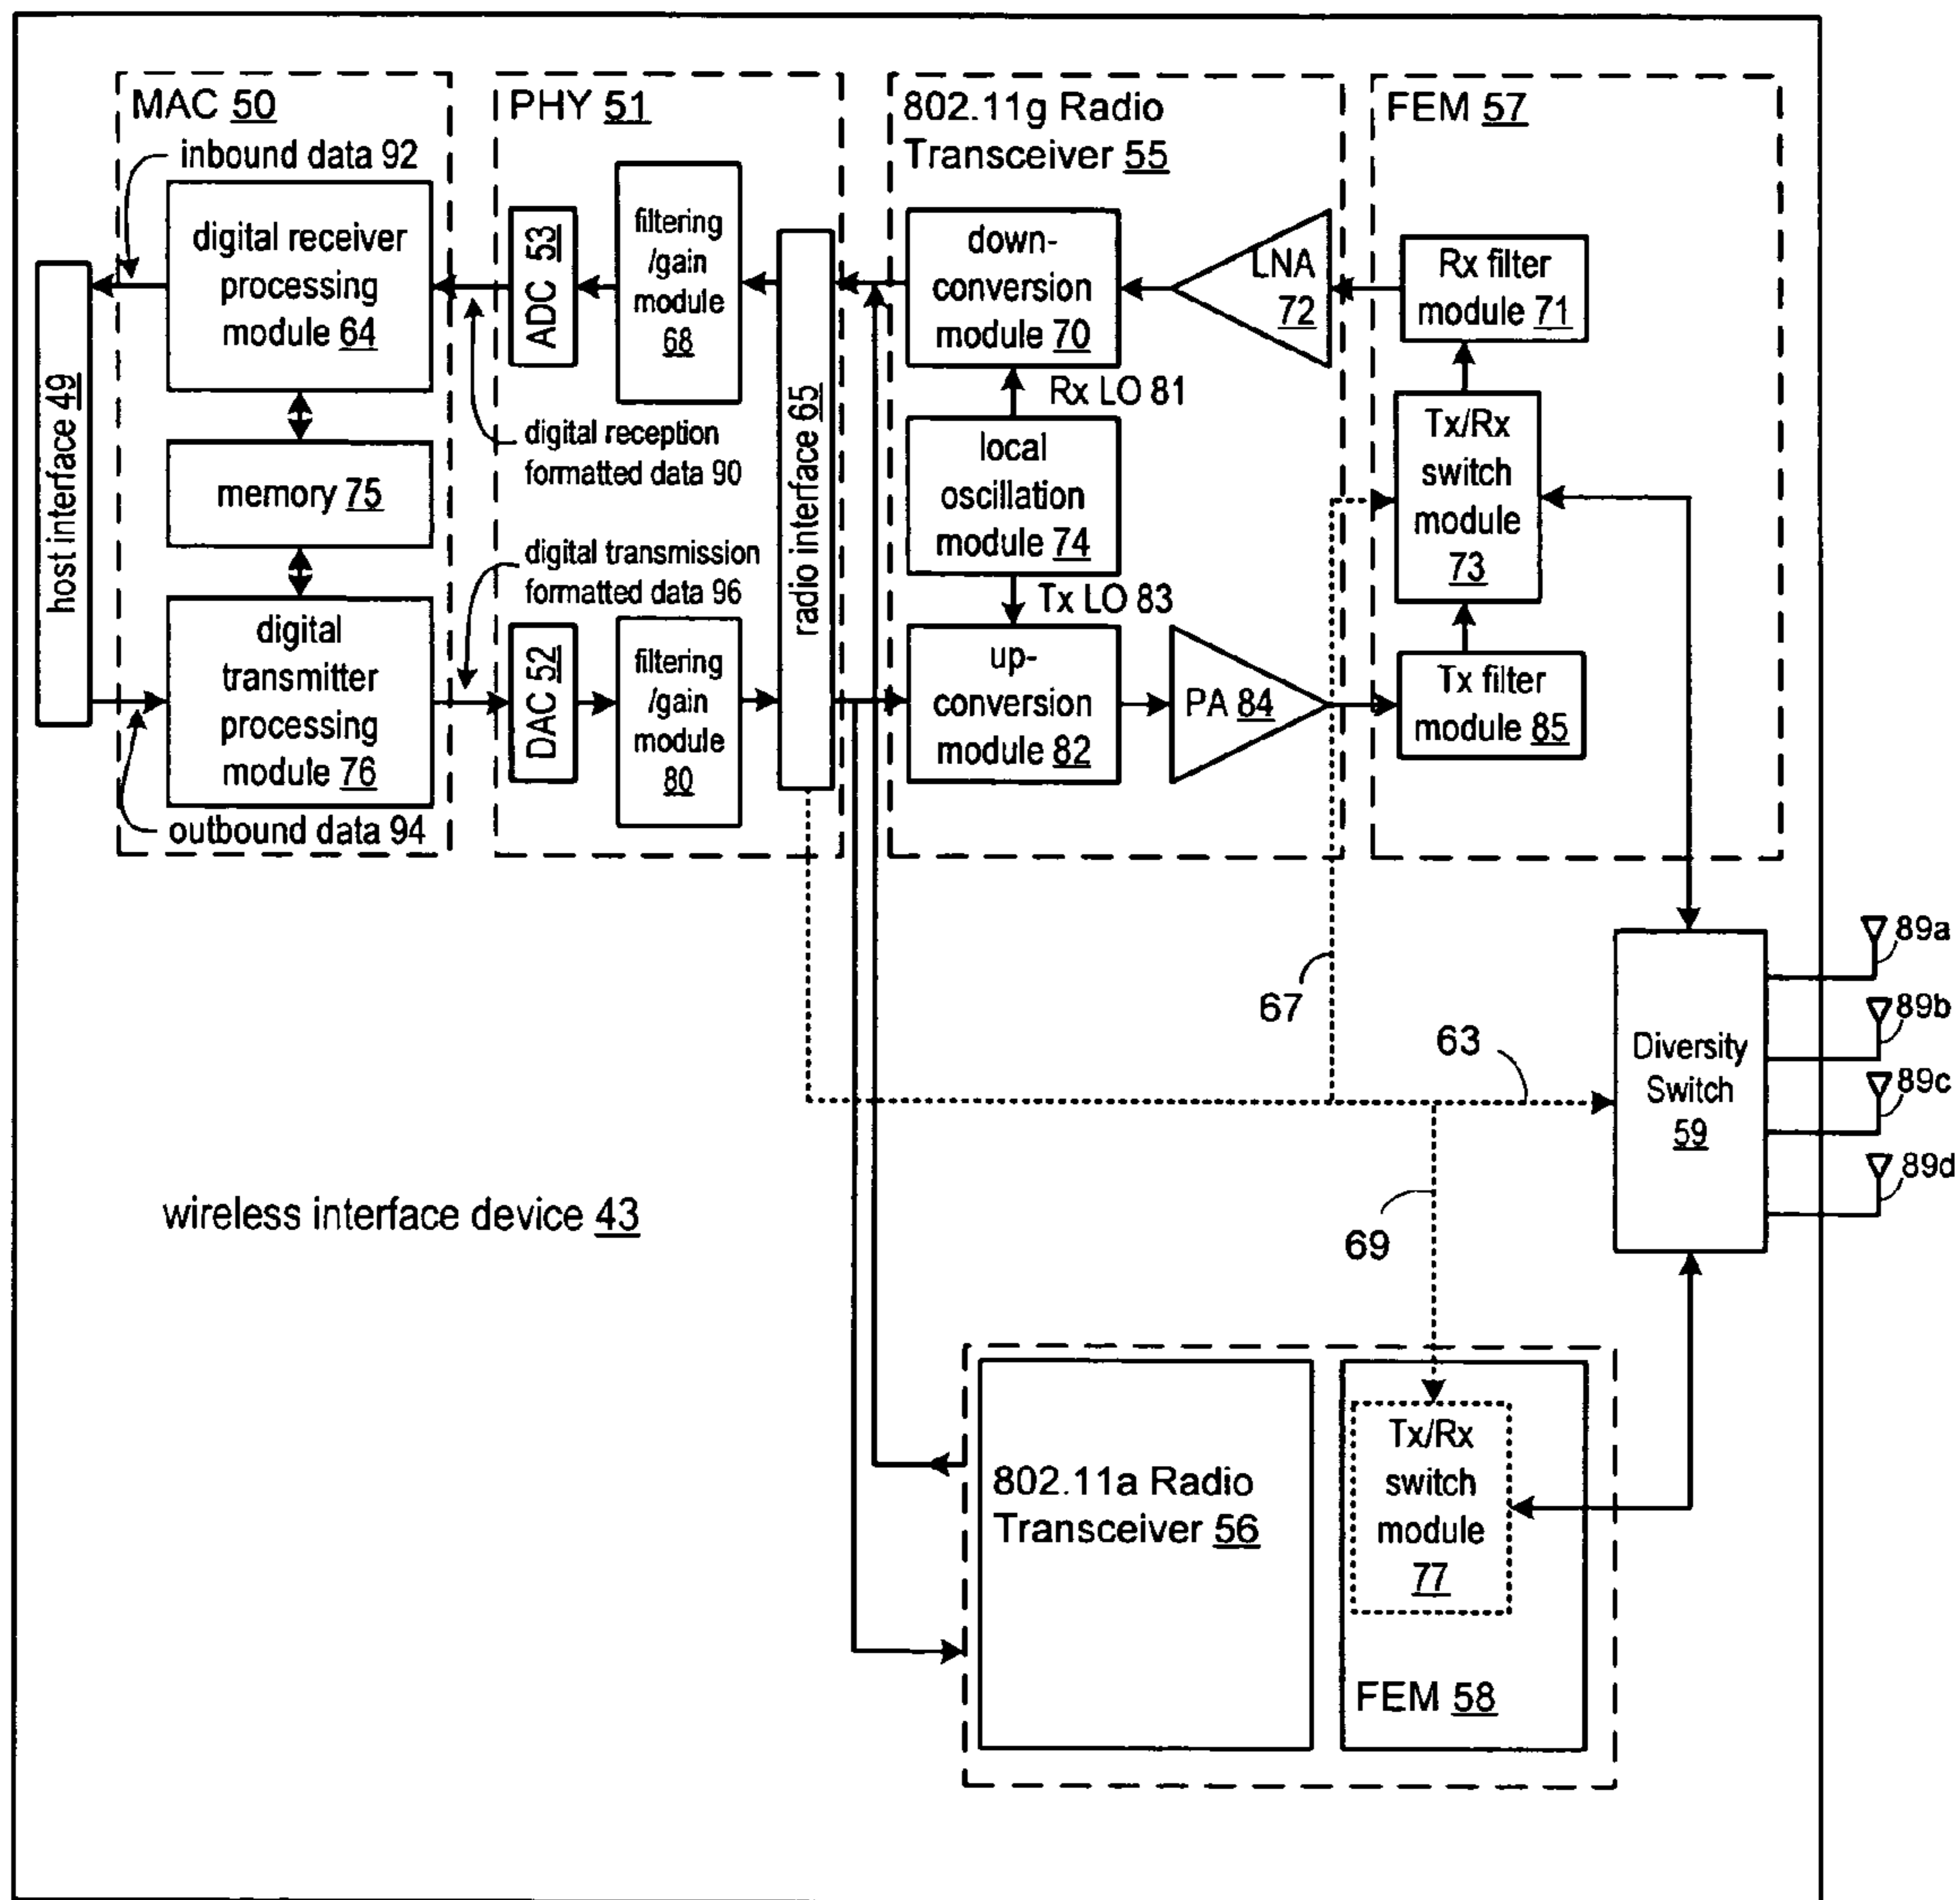 MAC 50
inbound data 92
digital receiver
processing
module 64
host interface 49
memory 75
digital
transmitter
processing
module 76
outbound data 94
PHY 51
ADC 53
filtering
/gain
module
68
digital reception
formatted data 90
digital transmission
formatted data 96
DAC 52
filtering
/gain
module
80
radio interface 65
802.11g Radio
Transceiver 55
down-
conversion
module 70
LNA
72
Rx LO 81
local
oscillation
module 74
Tx LO 83
up-
conversion
module 82
PA 84
FEM 57
Rx filter
module 71
Tx/Rx
switch
module
73
Tx filter
module 85
67
63
69
Diversity
Switch
59
89a
89b
89c
89d
wireless interface device 43
802.11a Radio
Transceiver 56
Tx/Rx
switch
module
77
FEM 58